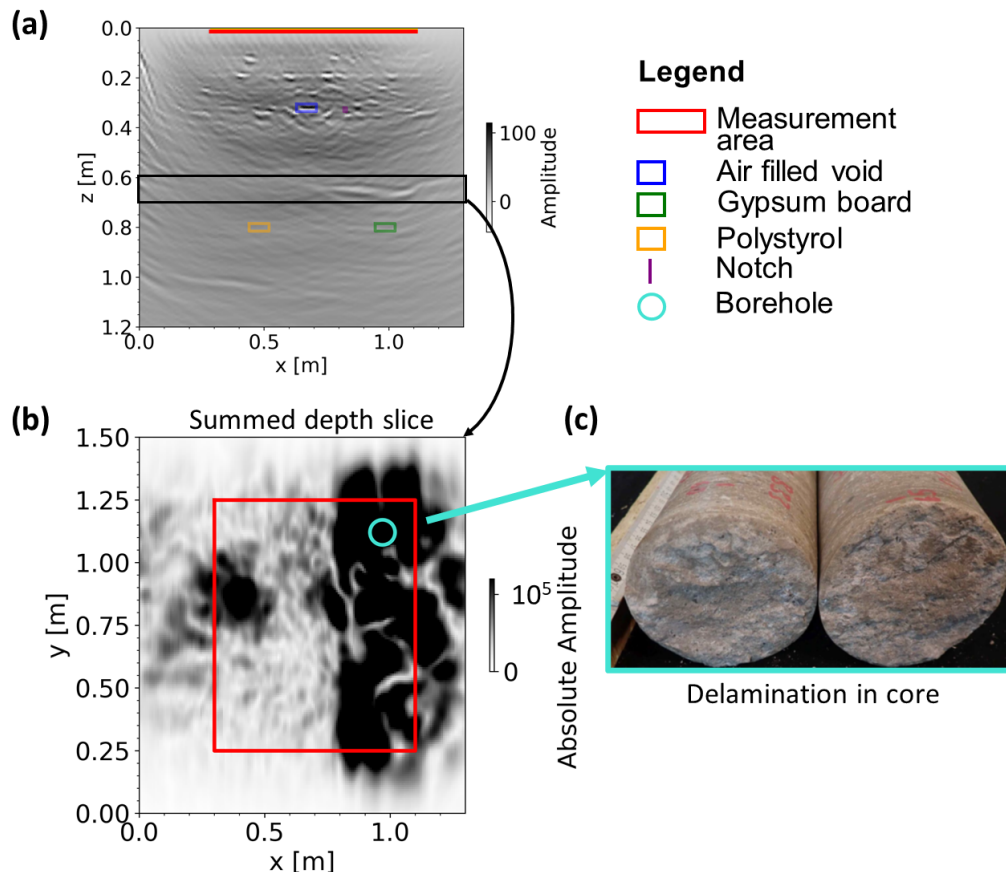 (a)
0.0
0.2
0.4
0.6
0.8
1.0
1.2
z [m]
0.0
0.5
1.0
x [m]
100
0
Amplitude
Legend
Measurement
area
Air filled void
Gypsum board
Polystyrol
Notch
Borehole
(b)
Summed depth slice
1.50
1.25
1.00
0.75
0.50
0.25
0.00
y [m]
0.0
0.5
1.0
x [m]
10^5
0
Absolute Amplitude
(c)
Delamination in core